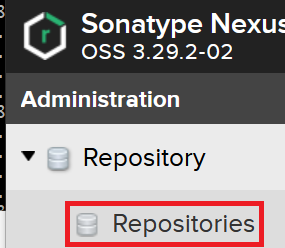 Sonatype Nexus
OSS 3.29.2-02
Administration
Repository
Repositories